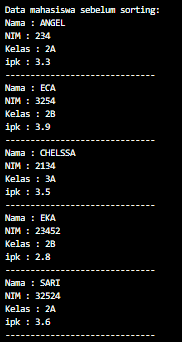 Data mahasiswa sebelum sorting:
Nama : ANGEL
NIM : 234
Kelas : 2A
ipk : 3.3
------------------------------
Nama : ECA
NIM : 3254
Kelas : 2B
ipk : 3.9
------------------------------
Nama : CHELSSA
NIM : 2134
Kelas : 3A
ipk : 3.5
------------------------------
Nama : EKA
NIM : 23452
Kelas : 2B
ipk : 2.8
------------------------------
Nama : SARI
NIM : 32524
Kelas : 2A
ipk : 3.6
------------------------------